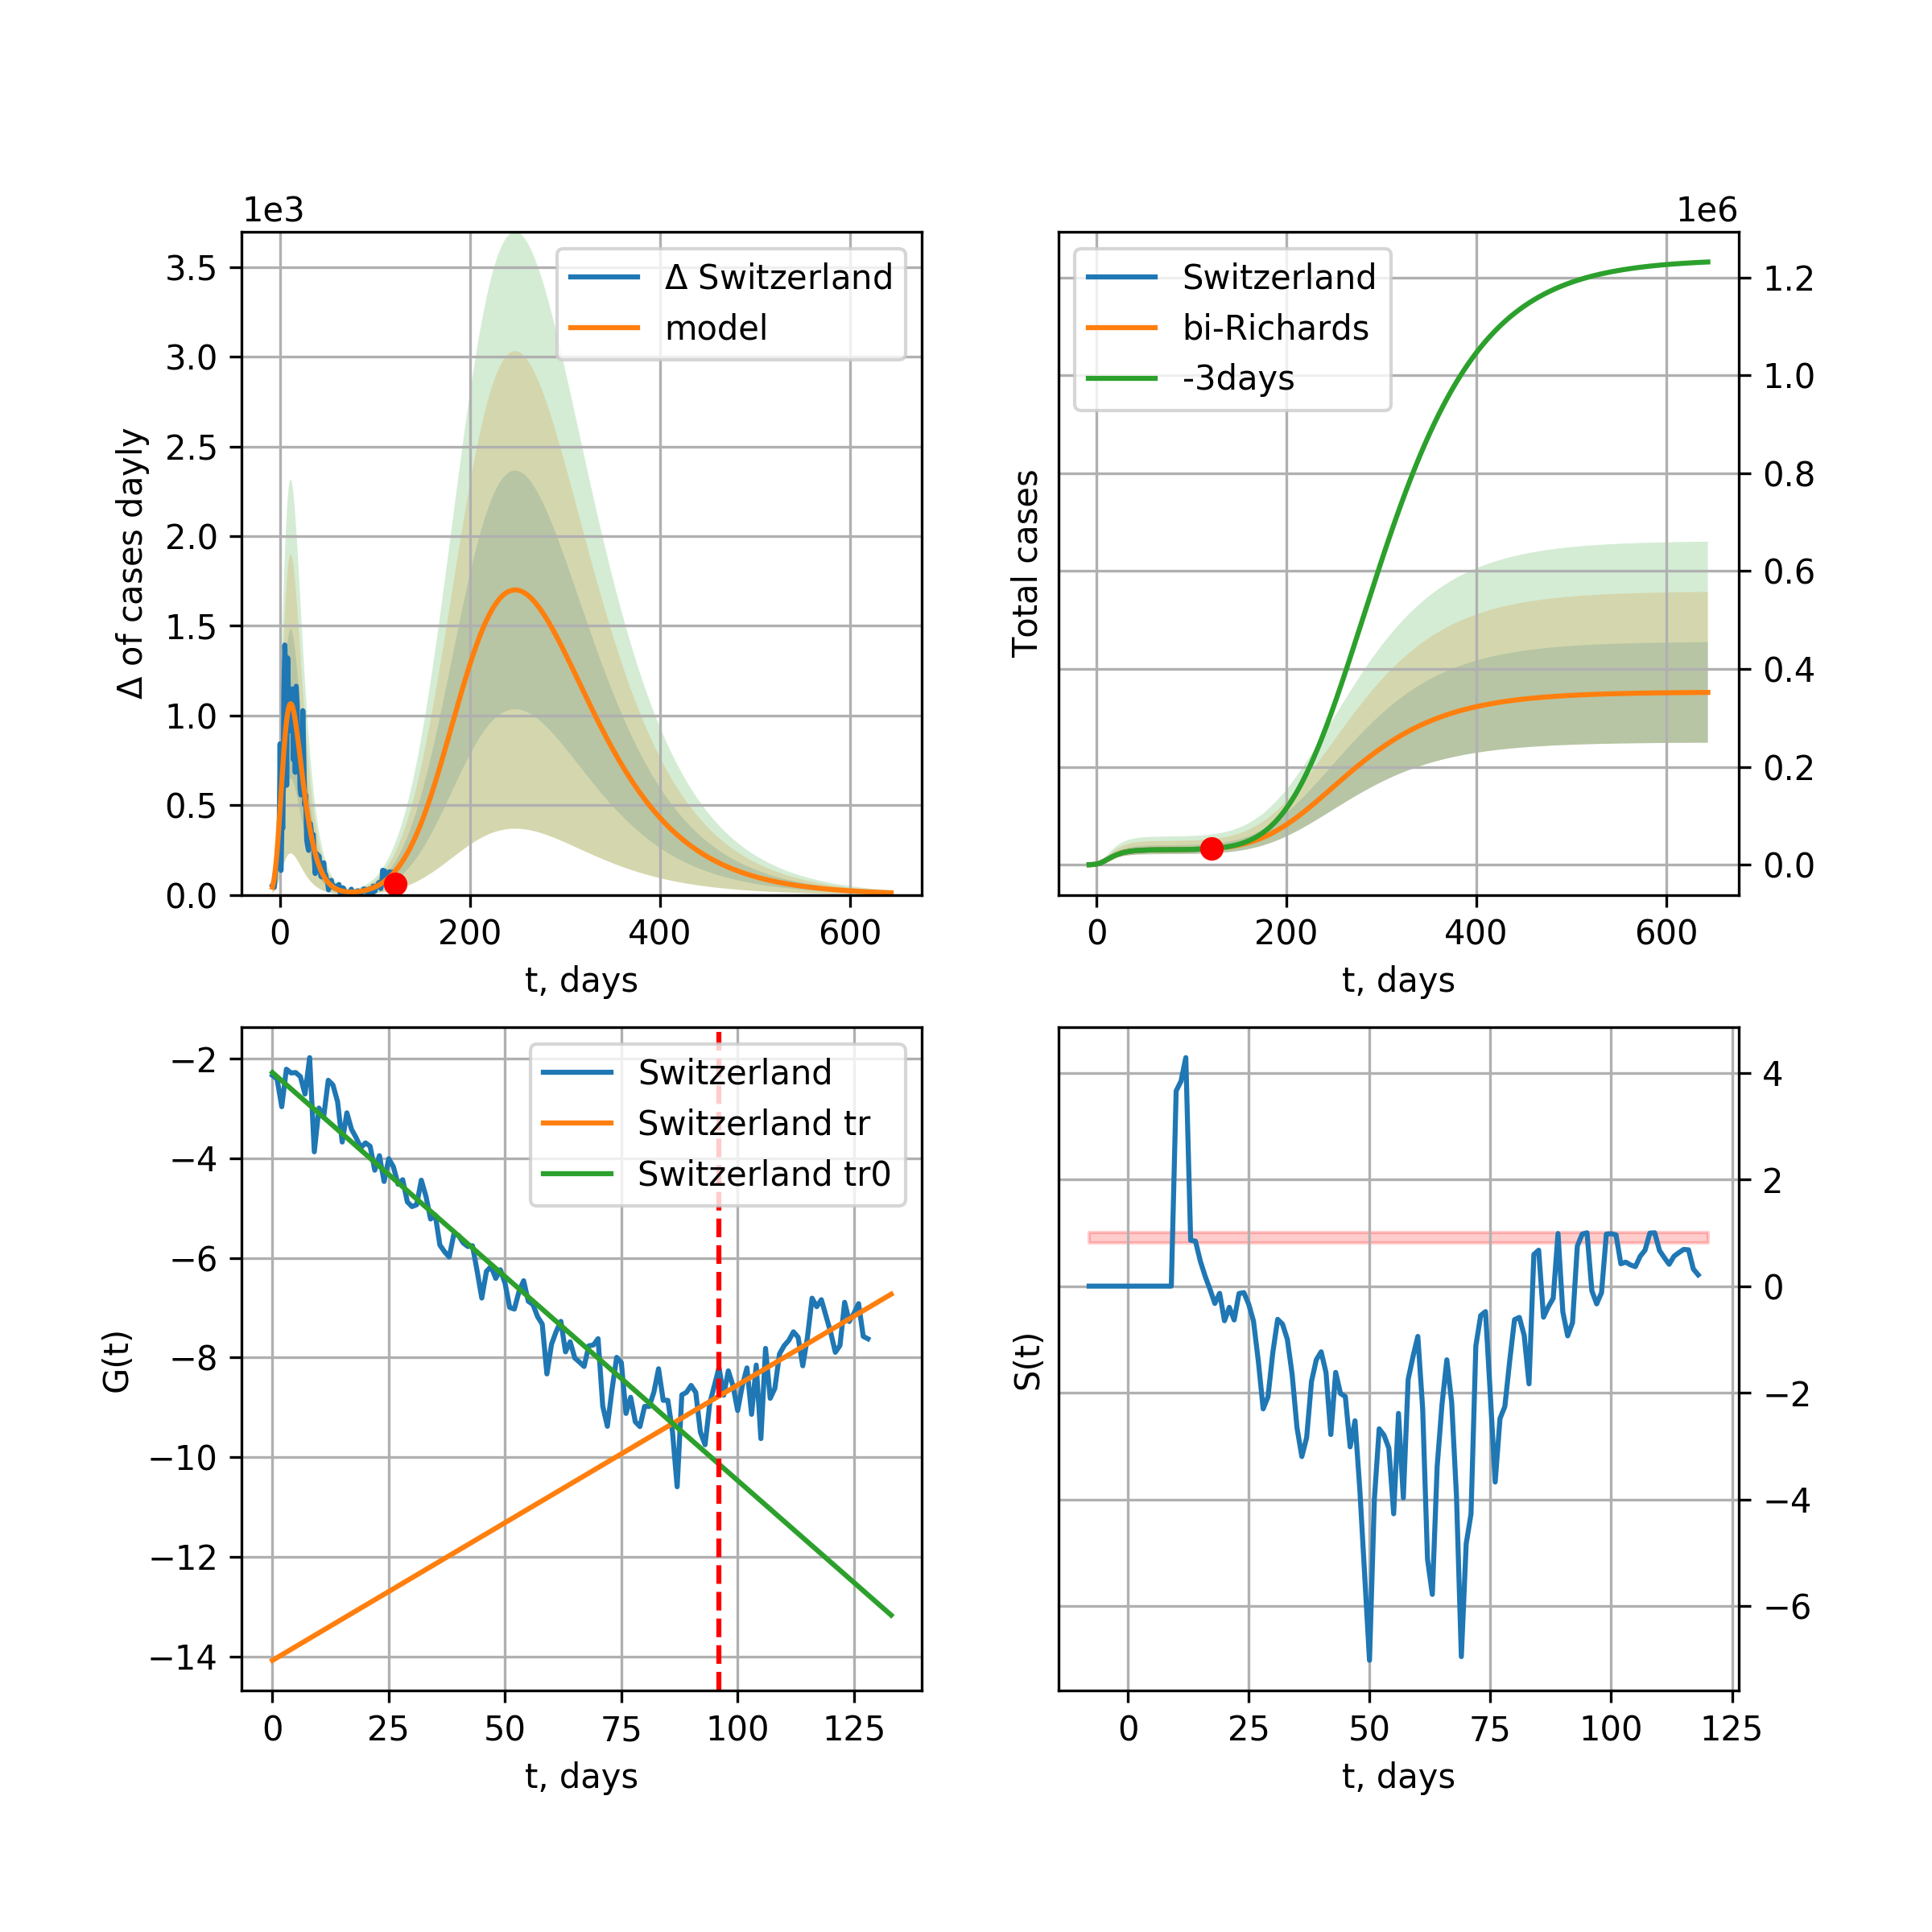 1e3
3.5
3.0
2.5
2.0
1.5
1.0
0.5
0.0
Δ of cases dayly
Δ Switzerland
model
0 200 400 600
t, days
1e6
Total cases
Switzerland
bi-Richards
-3days
1.2
1.0
0.8
0.6
0.4
0.2
0.0
0 200 400 600
t, days
−2
−4
−6
−8
−10
−12
−14
G(t)
Switzerland
Switzerland tr
Switzerland tr0
0 25 50 75 100 125
t, days
S(t)
4
2
0
−2
−4
−6
0 25 50 75 100 125
t, days